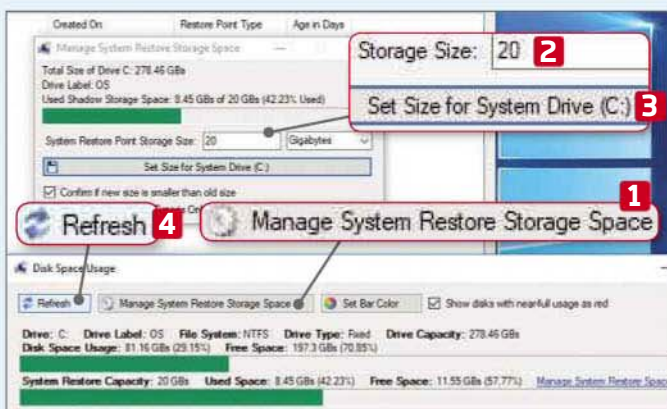 Created On Restore Point Type Age in Days
Manage System Restore Storage Space
Total Size of Drive C: 278.46 GBs
Drive Label: OS
Used Shadow Storage Space: 8.45 GBs of 20 GBs (42.23% Used)
System Restore Point Storage Size: 20 Gigabytes
Set Size for System Drive (C:)
Confirm if new size is smaller than old size
Storage Size: 20 2
Set Size for System Drive (C:) 3
Refresh 4
1
Manage System Restore Storage Space
Disk Space Usage
Refresh Manage System Restore Storage Space Set Bar Color Show disks with near-full usage as red
Drive: C: Drive Label: OS File System: NTFS Drive Type: Fixed Drive Capacity: 278.46 GBs
Disk Space Usage: 81.16 GBs (29.15%) Free Space: 197.3 GBs (70.85%)
System Restore Capacity: 20 GBs Used Space: 8.45 GBs (42.23%) Free Space: 11.55 GBs (57.77%) Manage System Restore Space